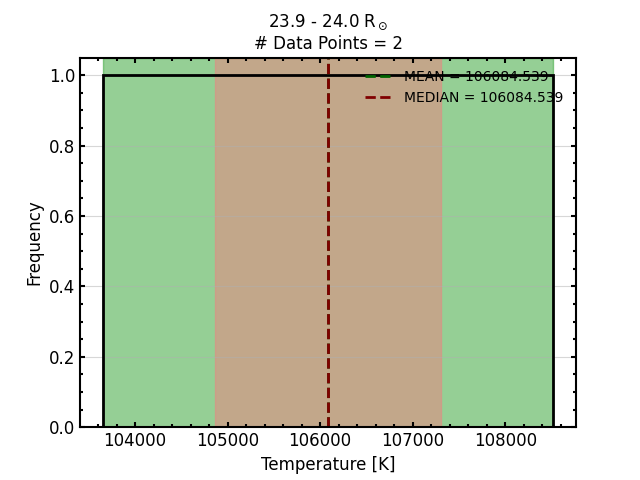 23.9 - 24.0 R⊙
# Data Points = 2
MEAN = 106084.539
MEDIAN = 106084.539
1.0
0.8
0.6
0.4
0.2
0.0
Frequency
104000 105000 106000 107000 108000
Temperature [K]